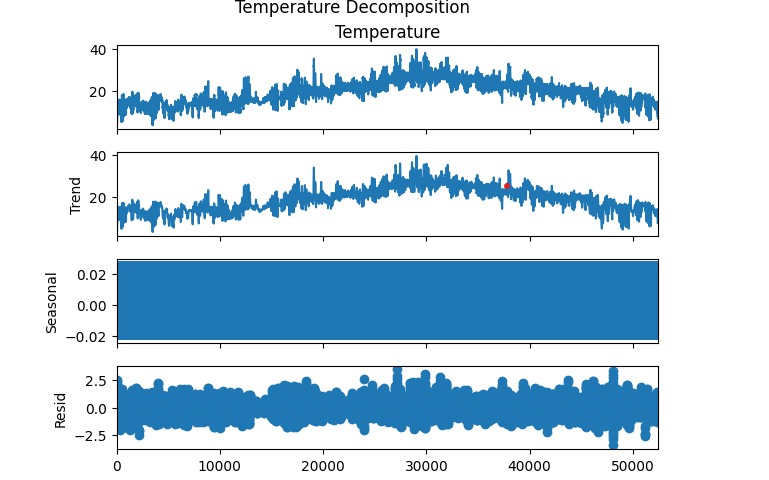 Temperature Decomposition
Temperature
40
20
40
20
Trend
0.02
0.00
−0.02
Seasonal
2.5
0.0
−2.5
Resid
0 10000 20000 30000 40000 50000